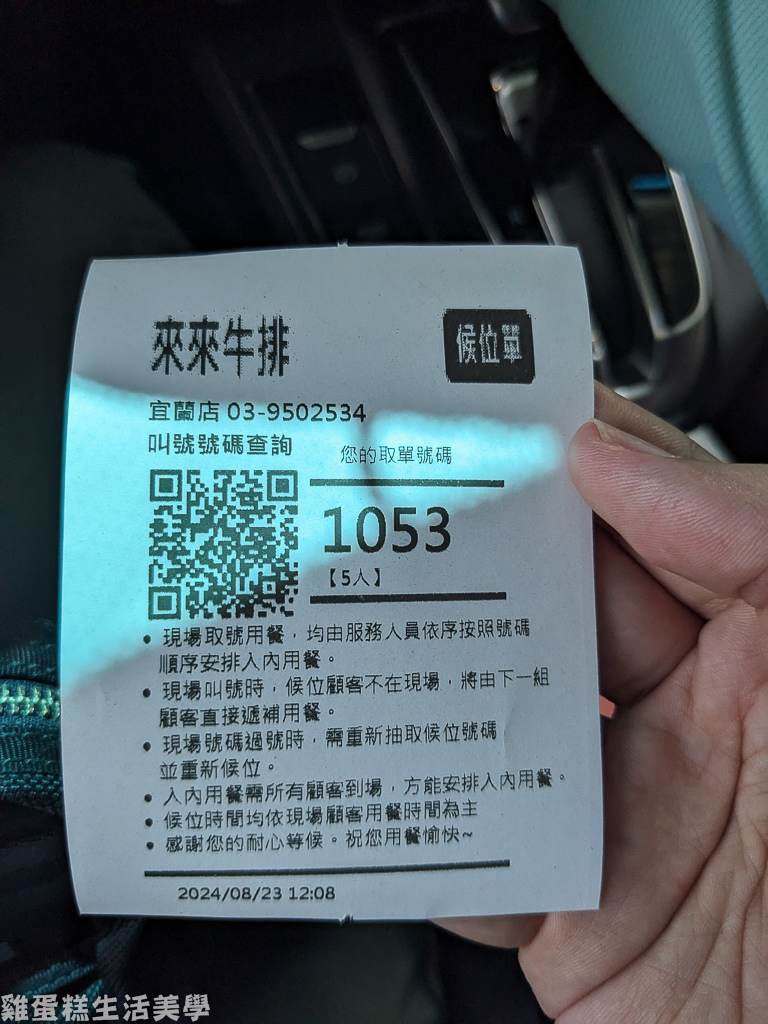 來來牛排
候位單
宜蘭店 03-9502534
叫號號碼查詢
您的取單號碼
1053
【5人】
• 現場取號用餐，均由服務人員依序按照號碼
順序安排入內用餐。
• 現場叫號時，候位顧客不在現場，將由下一組
顧客直接遞補用餐。
• 現場號碼過號時，需重新抽取候位號碼
並重新候位。
• 入內用餐需所有顧客到場，方能安排入內用餐。
• 候位時間均依現場顧客用餐時間為主
• 感謝您的耐心等候。祝您用餐愉快~
2024/08/23 12:08
雞蛋糕生活美學